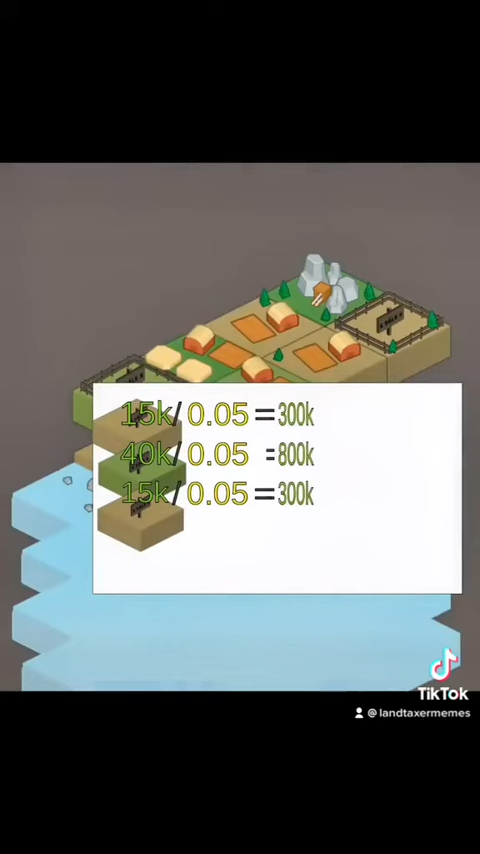 15k/0.05=300k
40k/0.05 =800k
15k/0.05=300k
TikTok
@landtaxermemes